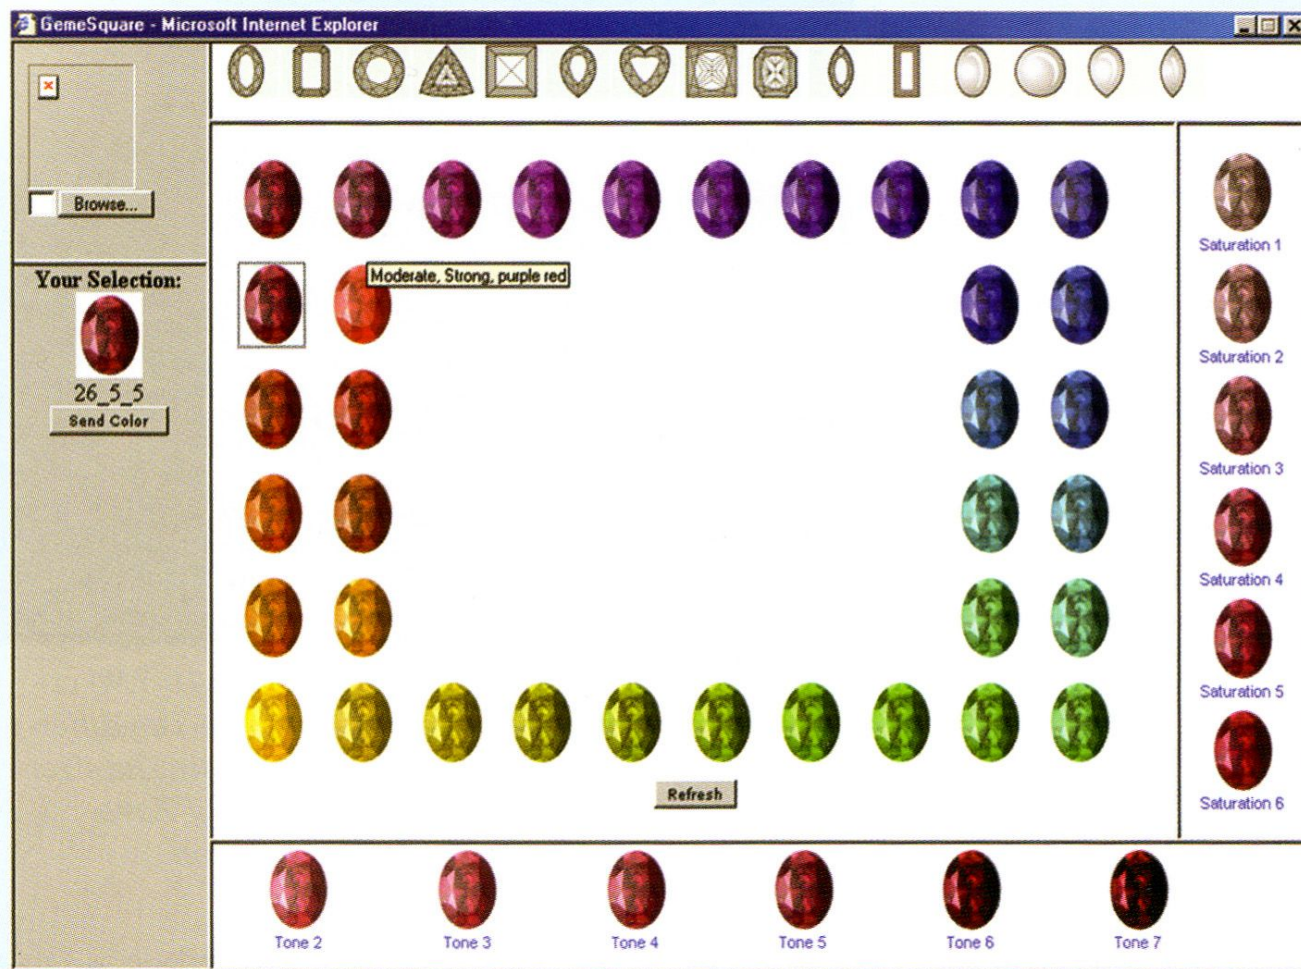 GemeSquare - Microsoft Internet Explorer
Browse...
Your Selection:
26_5_5
Send Color
Moderate, Strong, purple red
Refresh
Saturation 1
Saturation 2
Saturation 3
Saturation 4
Saturation 5
Saturation 6
Tone 2
Tone 3
Tone 4
Tone 5
Tone 6
Tone 7